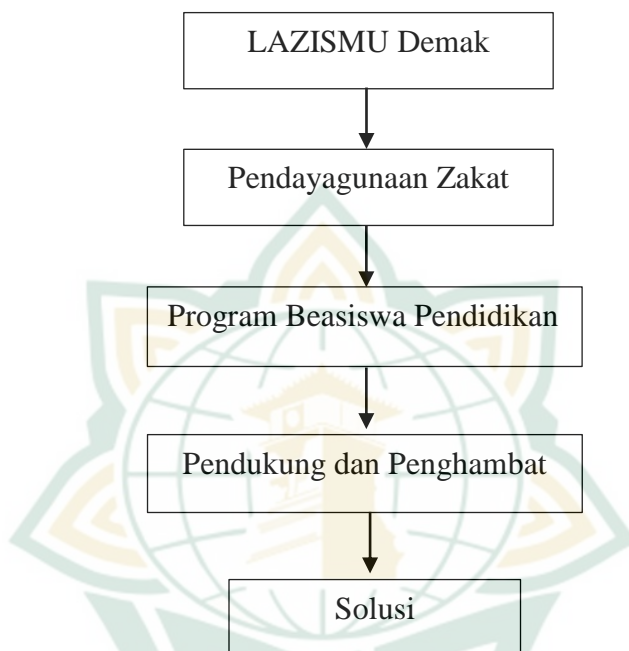 LAZISMU Demak
Pendayagunaan Zakat
Program Beasiswa Pendidikan
Pendukung dan Penghambat
Solusi